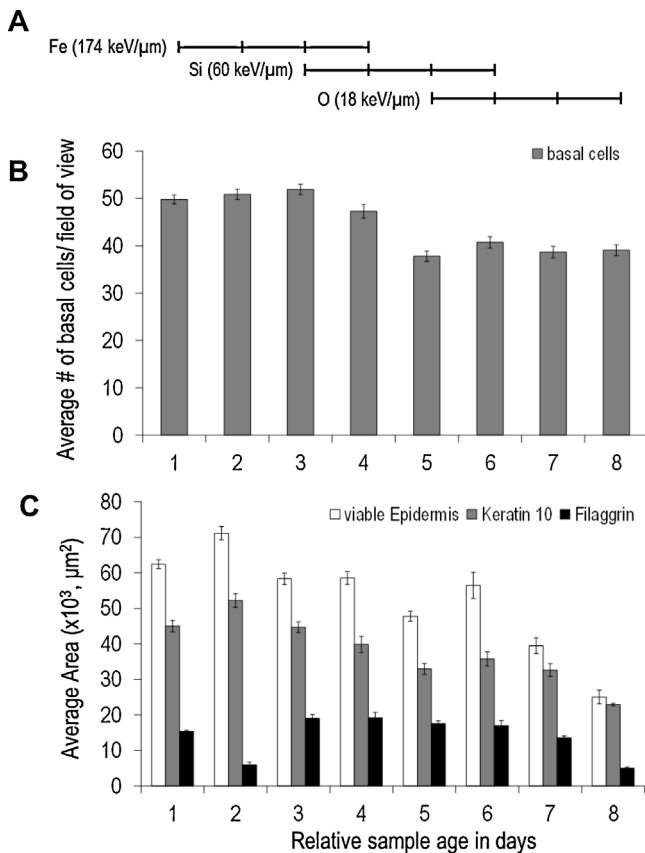 A
Fe (174 keV/µm)
Si (60 keV/µm)
O (18 keV/µm)
B
Average # of basal cells/ field of view
60
50
40
30
20
10
0
basal cells
1 2 3 4 5 6 7 8
C
Average Area (x10³, µm²)
80
70
60
50
40
30
20
10
0
viable Epidermis Keratin 10 Filaggrin
1 2 3 4 5 6 7 8
Relative sample age in days